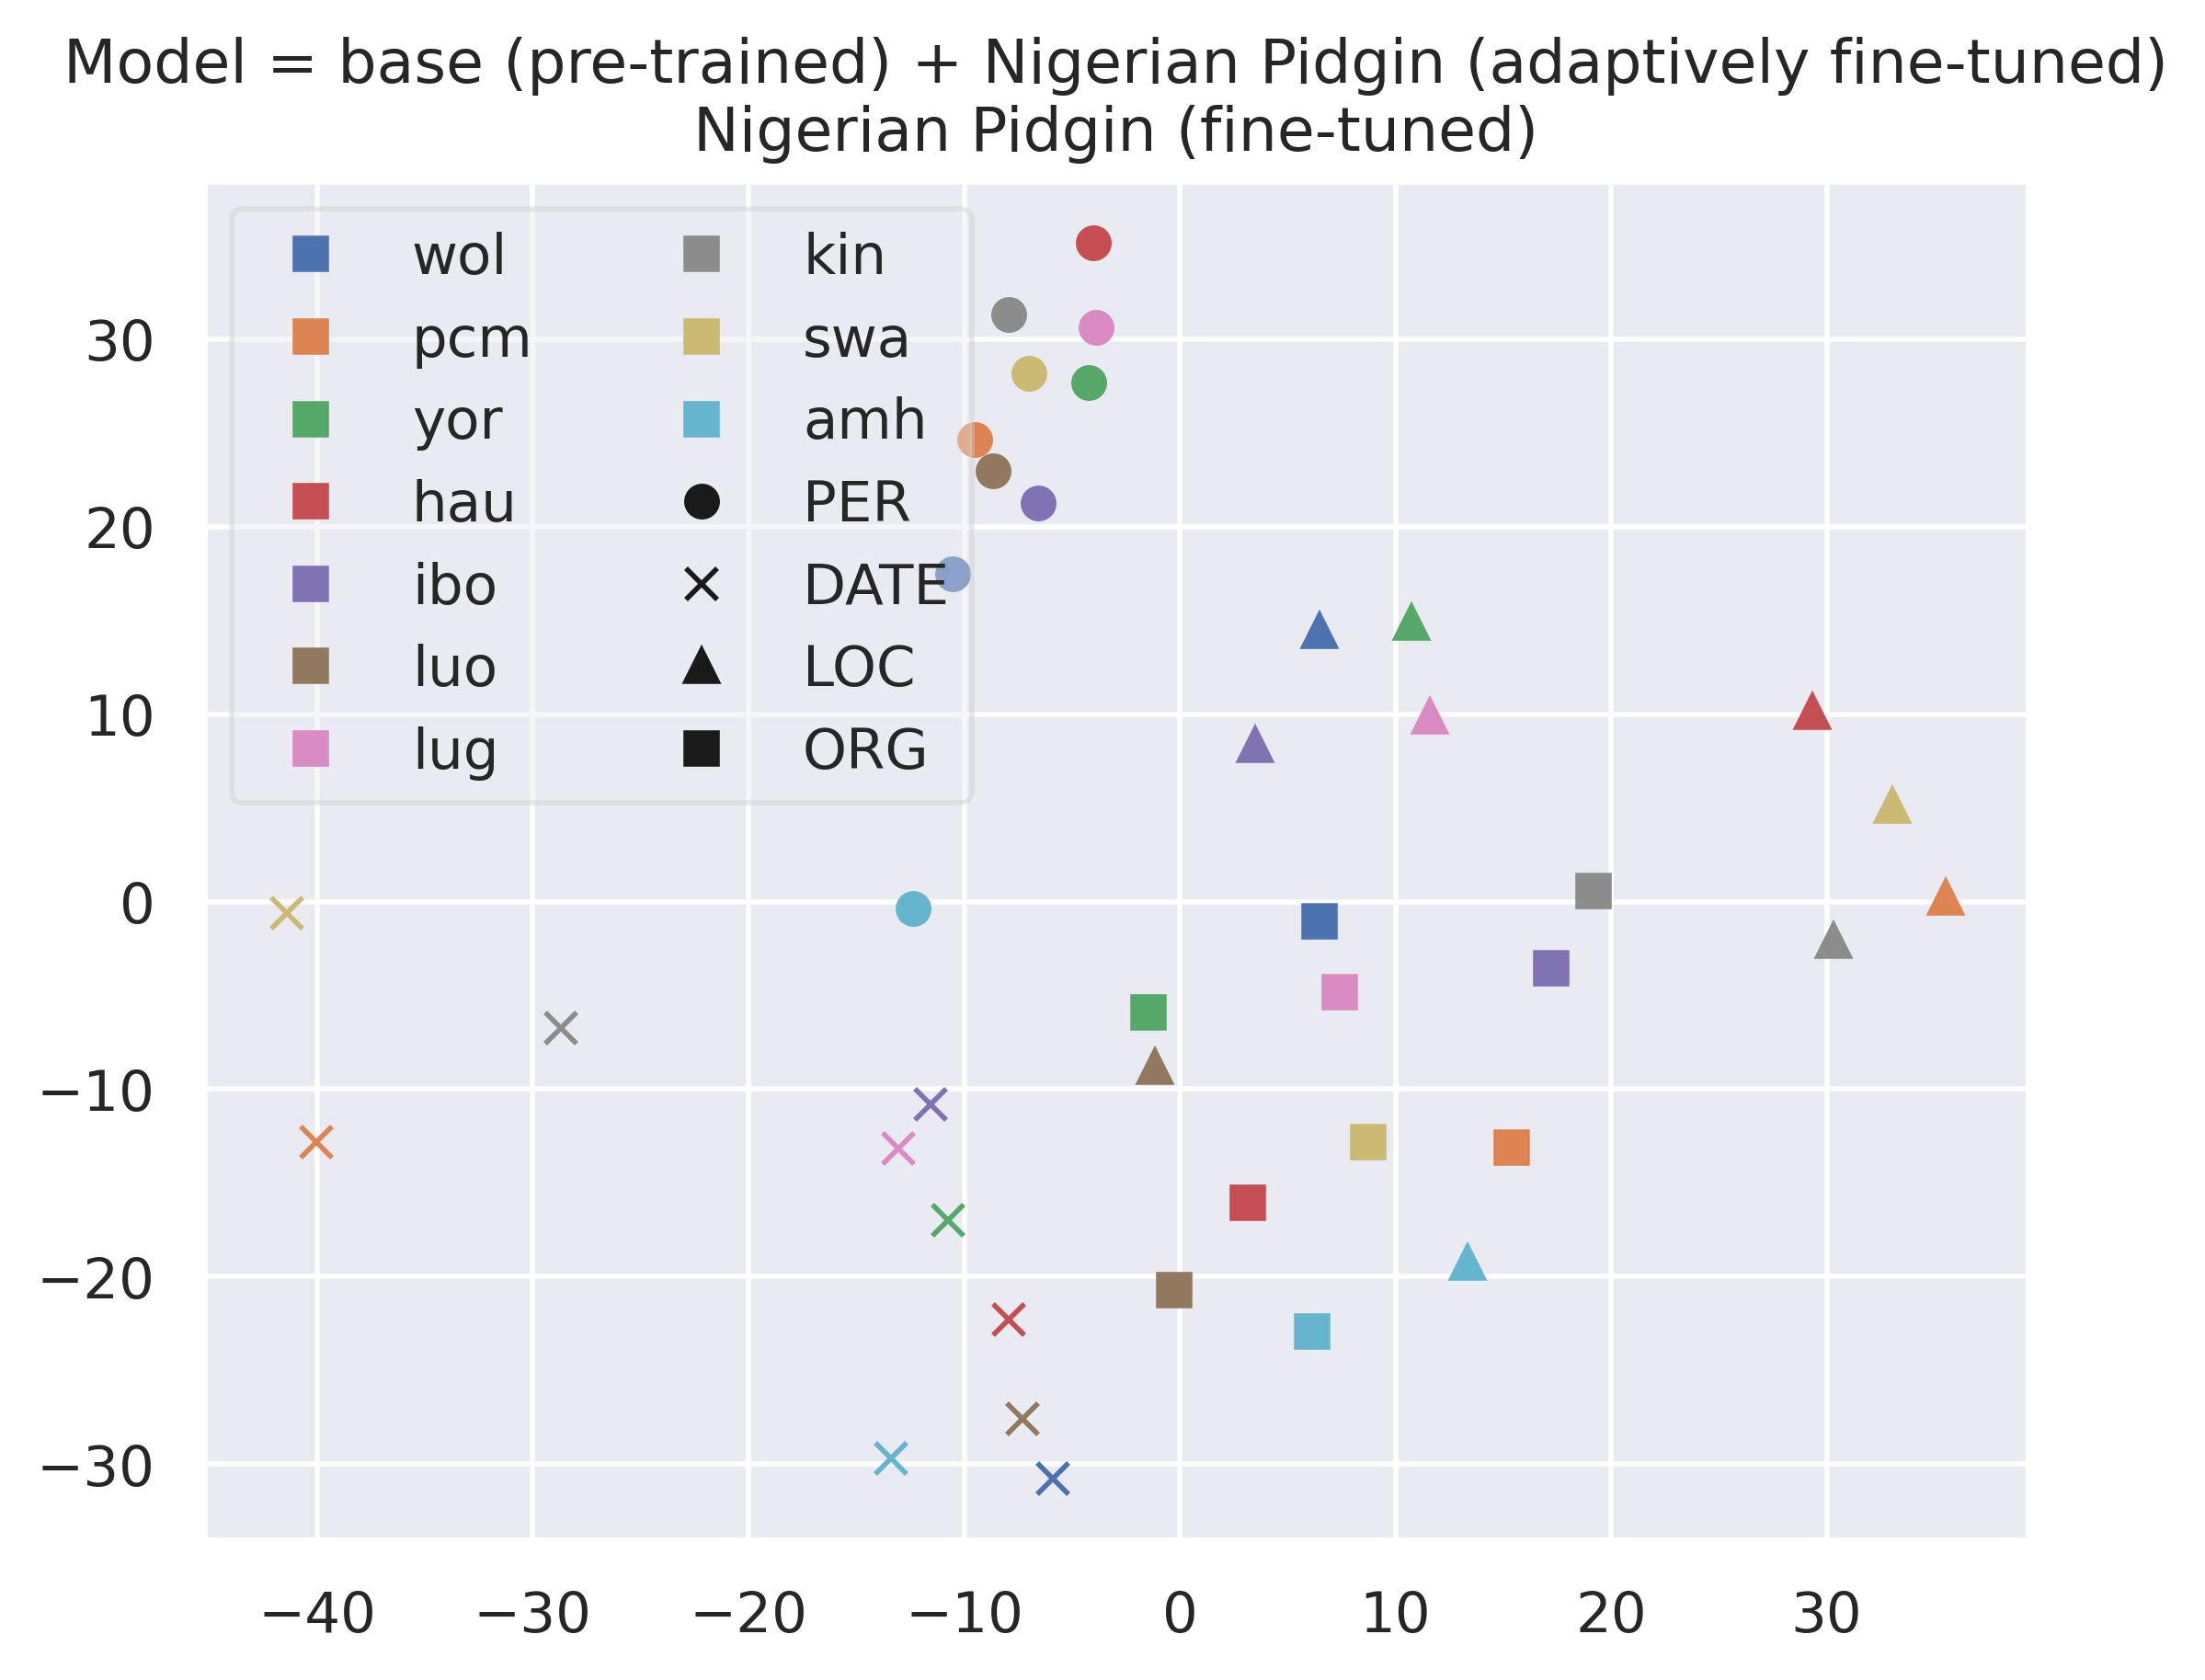 Model = base (pre-trained) + Nigerian Pidgin (adaptively fine-tuned)
Nigerian Pidgin (fine-tuned)
wol
pcm
yor
hau
ibo
luo
lug
kin
swa
amh
PER
DATE
LOC
ORG
30
20
10
0
−10
−20
−30
−40 −30 −20 −10 0 10 20 30